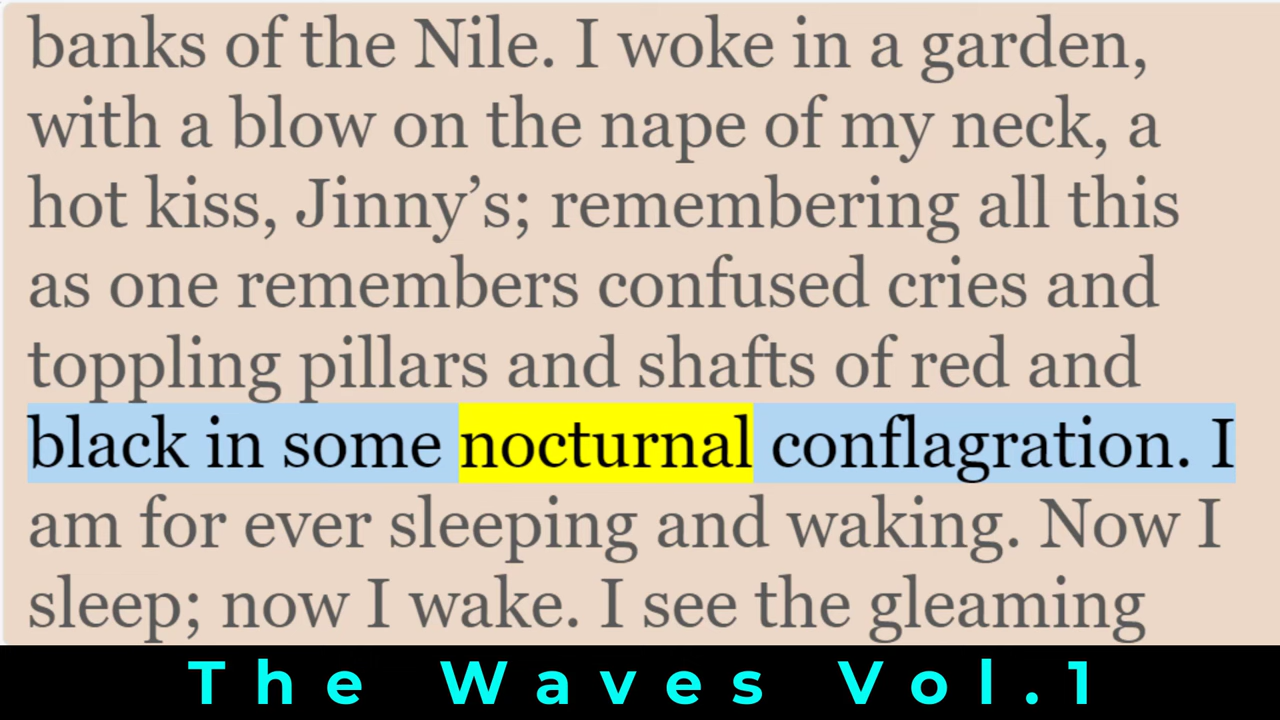 banks of the Nile. I woke in a garden,
with a blow on the nape of my neck, a
hot kiss, Jinny’s; remembering all this
as one remembers confused cries and
toppling pillars and shafts of red and
black in some nocturnal conflagration. I
am for ever sleeping and waking. Now I
sleep; now I wake. I see the gleaming
The Waves Vol.1